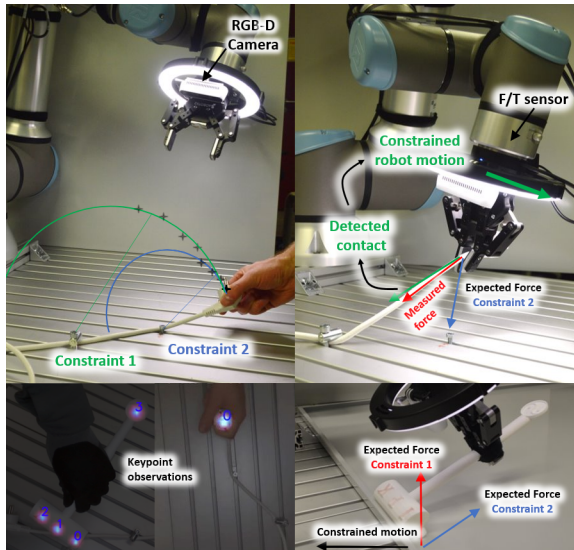 RGB-D
Camera
Constraint 1
Constraint 2
F/T sensor
Constrained
robot motion
Detected
contact
Measured
force
Expected Force
Constraint 2
3
Keypoint
observations
2
1
0
0
Expected Force
Constraint 1
Expected Force
Constraint 2
Constrained motion